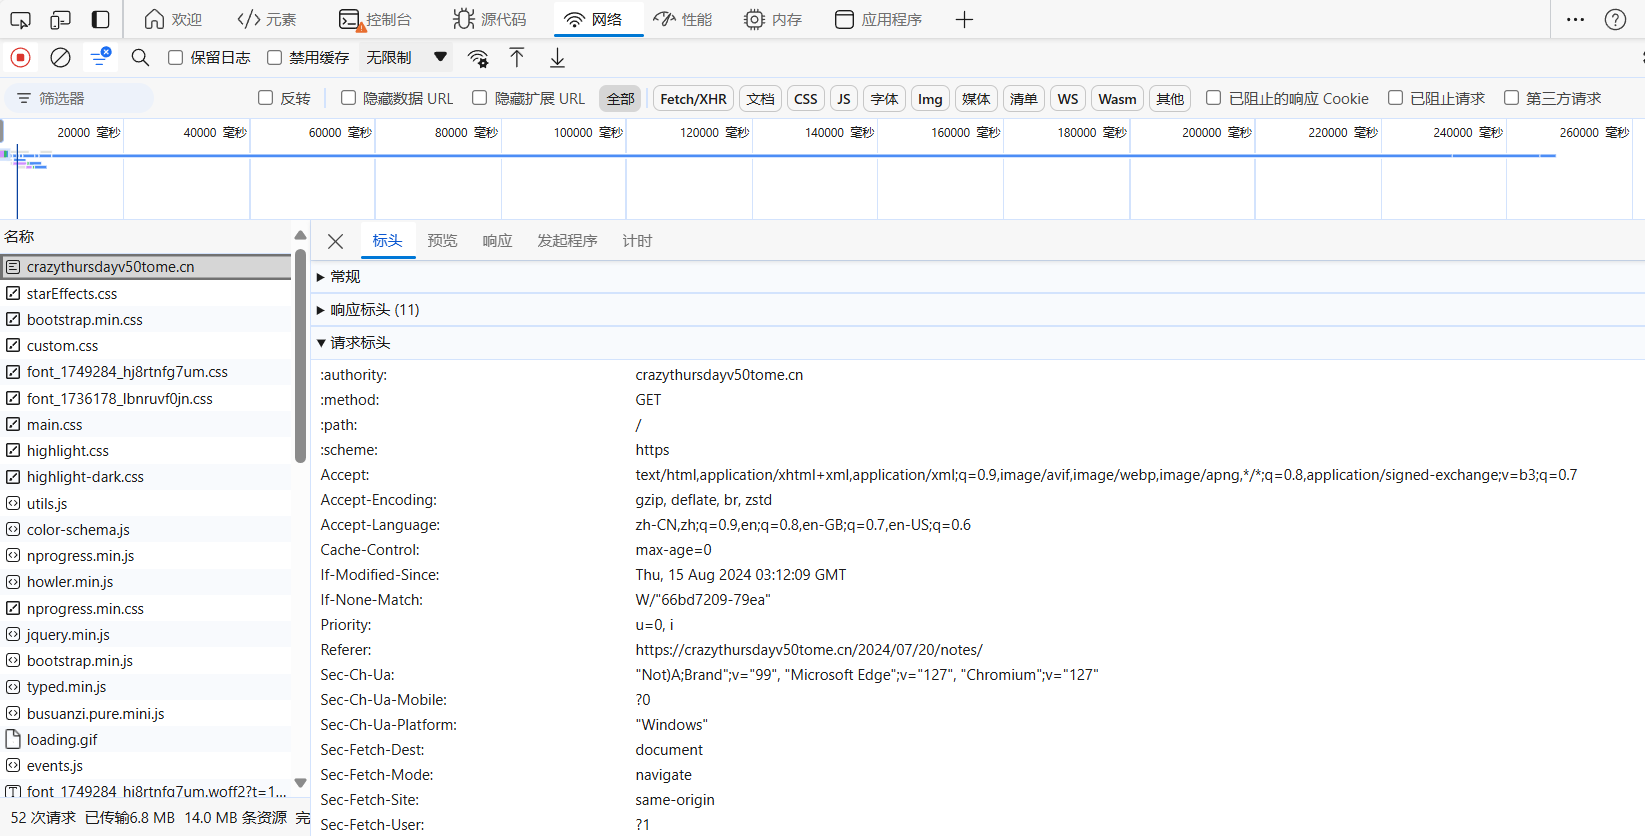 欢迎 元素 控制台 源代码 网络 性能 内存 应用程序
保留日志 禁用缓存 无限制
筛选器 反转 隐藏数据 URL 隐藏扩展 URL 全部 Fetch/XHR 文档 CSS JS 字体 Img 媒体 清单 WS Wasm 其他 已阻止的响应 Cookie 已阻止请求 第三方请求
20000 毫秒 40000 毫秒 60000 毫秒 80000 毫秒 100000 毫秒 120000 毫秒 140000 毫秒 160000 毫秒 180000 毫秒 200000 毫秒 220000 毫秒 240000 毫秒 260000 毫秒
名称
crazythursdayv50tome.cn
starEffects.css
bootstrap.min.css
custom.css
font_1749284_hj8rtnfg7um.css
font_1736178_lbnruvf0jn.css
main.css
highlight.css
highlight-dark.css
utils.js
color-schema.js
nprogress.min.js
howler.min.js
nprogress.min.css
jquery.min.js
bootstrap.min.js
typed.min.js
busuanzi.pure.mini.js
loading.gif
events.js
font_1749284_hj8rtnfg7um.woff2?t=1...
52 次请求 已传输6.8 MB 14.0 MB 条资源 完
标头 预览 响应 发起程序 计时
常规
响应标头 (11)
请求标头
:authority: crazythursdayv50tome.cn
:method: GET
:path: /
:scheme: https
Accept: text/html,application/xhtml+xml,application/xml;q=0.9,image/avif,image/webp,image/apng,*/*;q=0.8,application/signed-exchange;v=b3;q=0.7
Accept-Encoding: gzip, deflate, br, zstd
Accept-Language: zh-CN,zh;q=0.9,en;q=0.8,en-GB;q=0.7,en-US;q=0.6
Cache-Control: max-age=0
If-Modified-Since: Thu, 15 Aug 2024 03:12:09 GMT
If-None-Match: W/"66bd7209-79ea"
Priority: u=0, i
Referer: https://crazythursdayv50tome.cn/2024/07/20/notes/
Sec-Ch-Ua: "Not)A;Brand";v="99", "Microsoft Edge";v="127", "Chromium";v="127"
Sec-Ch-Ua-Mobile: ?0
Sec-Ch-Ua-Platform: "Windows"
Sec-Fetch-Dest: document
Sec-Fetch-Mode: navigate
Sec-Fetch-Site: same-origin
Sec-Fetch-User: ?1